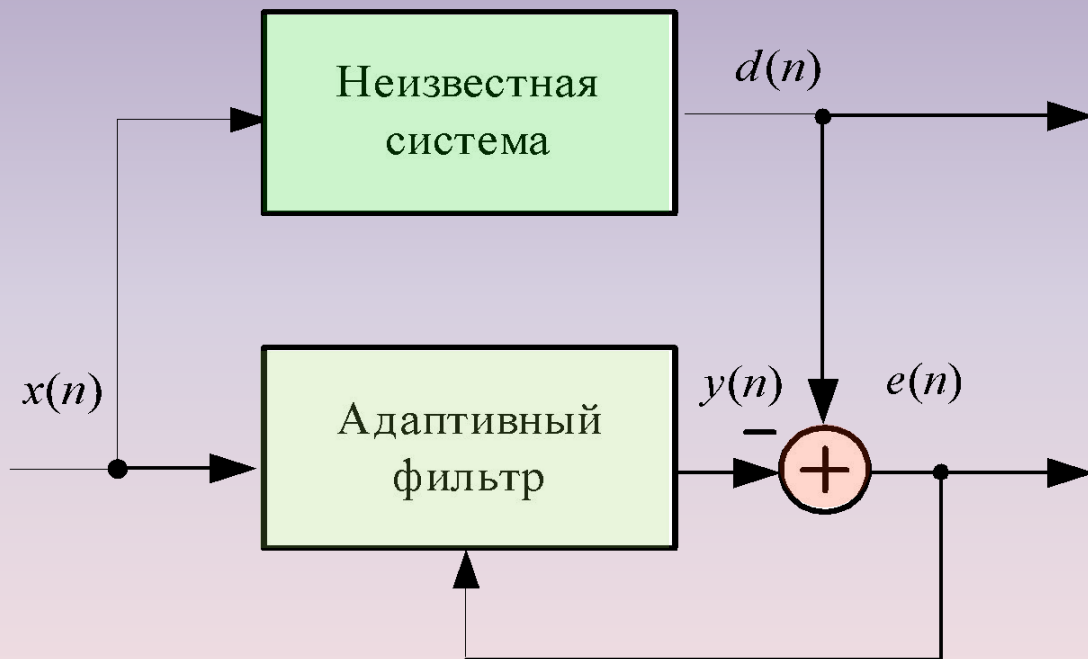 Неизвестная
система
d(n)
x(n)
Адаптивный
фильтр
y(n)
−
+
e(n)